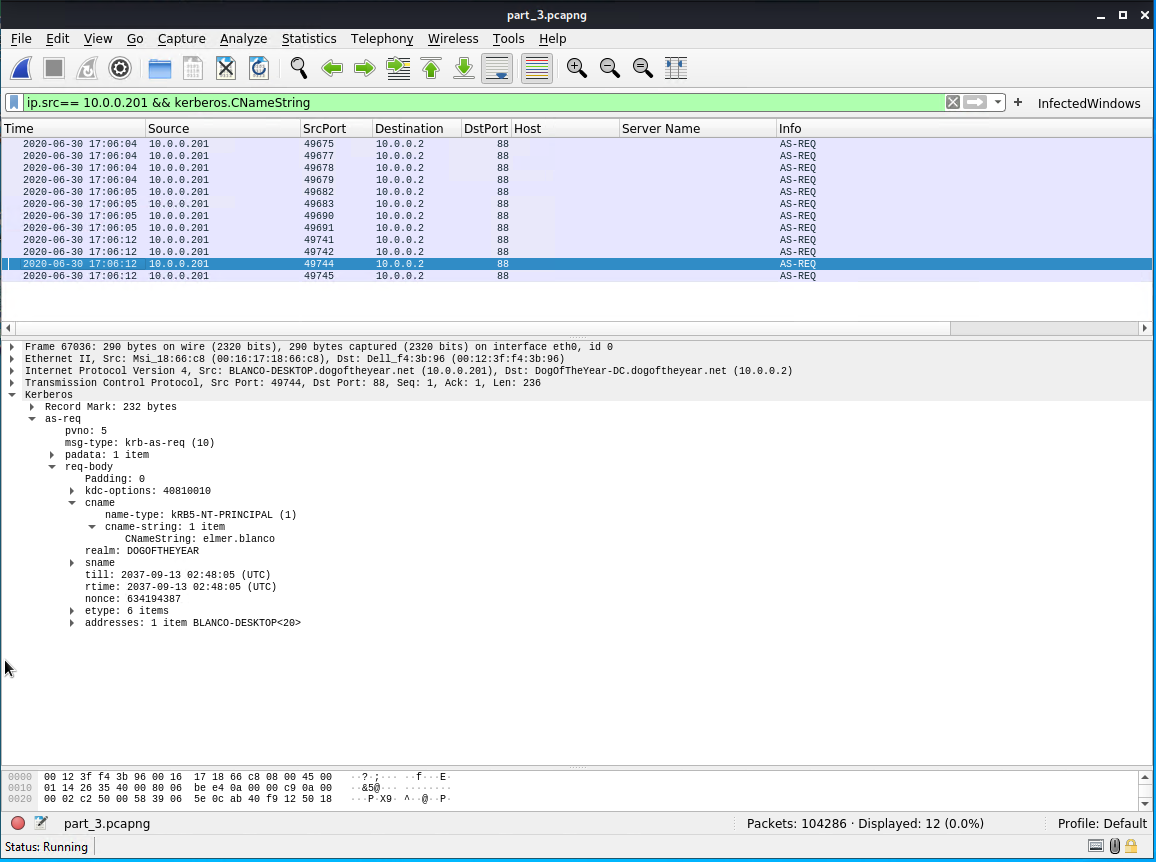 part_3.pcapng
File Edit View Go Capture Analyze Statistics Telephony Wireless Tools Help
ip.src== 10.0.0.201 && kerberos.CNameString + InfectedWindows
Time Source SrcPort Destination DstPort Host Server Name Info
2020-06-30 17:06:04 10.0.0.201 49675 10.0.0.2 88 AS-REQ
2020-06-30 17:06:04 10.0.0.201 49677 10.0.0.2 88 AS-REQ
2020-06-30 17:06:04 10.0.0.201 49678 10.0.0.2 88 AS-REQ
2020-06-30 17:06:04 10.0.0.201 49679 10.0.0.2 88 AS-REQ
2020-06-30 17:06:05 10.0.0.201 49682 10.0.0.2 88 AS-REQ
2020-06-30 17:06:05 10.0.0.201 49683 10.0.0.2 88 AS-REQ
2020-06-30 17:06:05 10.0.0.201 49690 10.0.0.2 88 AS-REQ
2020-06-30 17:06:05 10.0.0.201 49691 10.0.0.2 88 AS-REQ
2020-06-30 17:06:12 10.0.0.201 49741 10.0.0.2 88 AS-REQ
2020-06-30 17:06:12 10.0.0.201 49742 10.0.0.2 88 AS-REQ
2020-06-30 17:06:12 10.0.0.201 49744 10.0.0.2 88 AS-REQ
2020-06-30 17:06:12 10.0.0.201 49745 10.0.0.2 88 AS-REQ
Frame 67036: 290 bytes on wire (2320 bits), 290 bytes captured (2320 bits) on interface eth0, id 0
Ethernet II, Src: Msi_18:66:c8 (00:16:17:18:66:c8), Dst: Dell_f4:3b:96 (00:12:3f:f4:3b:96)
Internet Protocol Version 4, Src: BLANCO-DESKTOP.dogoftheyear.net (10.0.0.201), Dst: DogOfTheYear-DC.dogoftheyear.net (10.0.0.2)
Transmission Control Protocol, Src Port: 49744, Dst Port: 88, Seq: 1, Ack: 1, Len: 236
Kerberos
Record Mark: 232 bytes
as-req
pvno: 5
msg-type: krb-as-req (10)
padata: 1 item
req-body
Padding: 0
kdc-options: 40810010
cname
name-type: kRB5-NT-PRINCIPAL (1)
cname-string: 1 item
CNameString: elmer.blanco
realm: DOGOFTHEYEAR
sname
till: 2037-09-13 02:48:05 (UTC)
rtime: 2037-09-13 02:48:05 (UTC)
nonce: 634194387
etype: 6 items
addresses: 1 item BLANCO-DESKTOP<20>
0000 00 12 3f f4 3b 96 00 16 17 18 66 c8 08 00 45 00 ··?·;··· ··f···E·
0010 01 14 26 35 40 00 80 06 be e4 0a 00 00 c9 0a 00 ··&5@··· ········
0020 00 02 c2 50 00 58 39 06 5e 0c ab 40 f9 12 50 18 ···P·X9· ^··@··P·
part_3.pcapng Packets: 104286 · Displayed: 12 (0.0%) Profile: Default
Status: Running